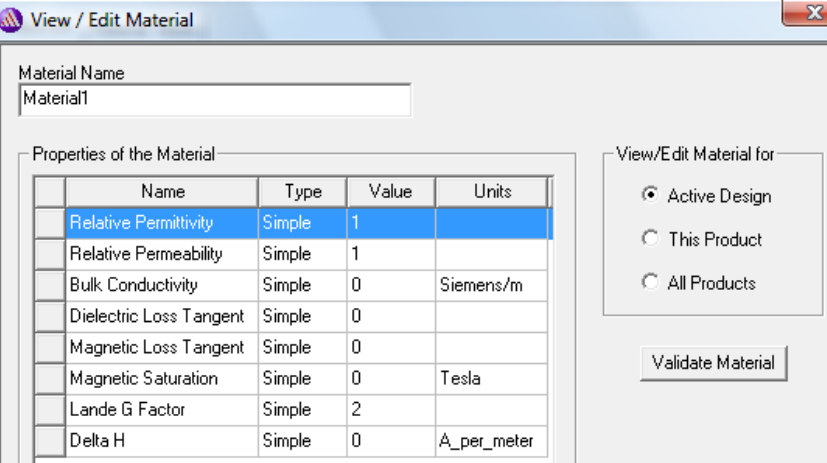 View / Edit Material
Material Name
Material1
Properties of the Material
View/Edit Material for
Name Type Value Units
Active Design
Relative Permittivity Simple 1
This Product
Relative Permeability Simple 1
All Products
Bulk Conductivity Simple 0 Siemens/m
Dielectric Loss Tangent Simple 0
Magnetic Loss Tangent Simple 0
Validate Material
Magnetic Saturation Simple 0 Tesla
Lande G Factor Simple 2
Delta H Simple 0 A_per_meter